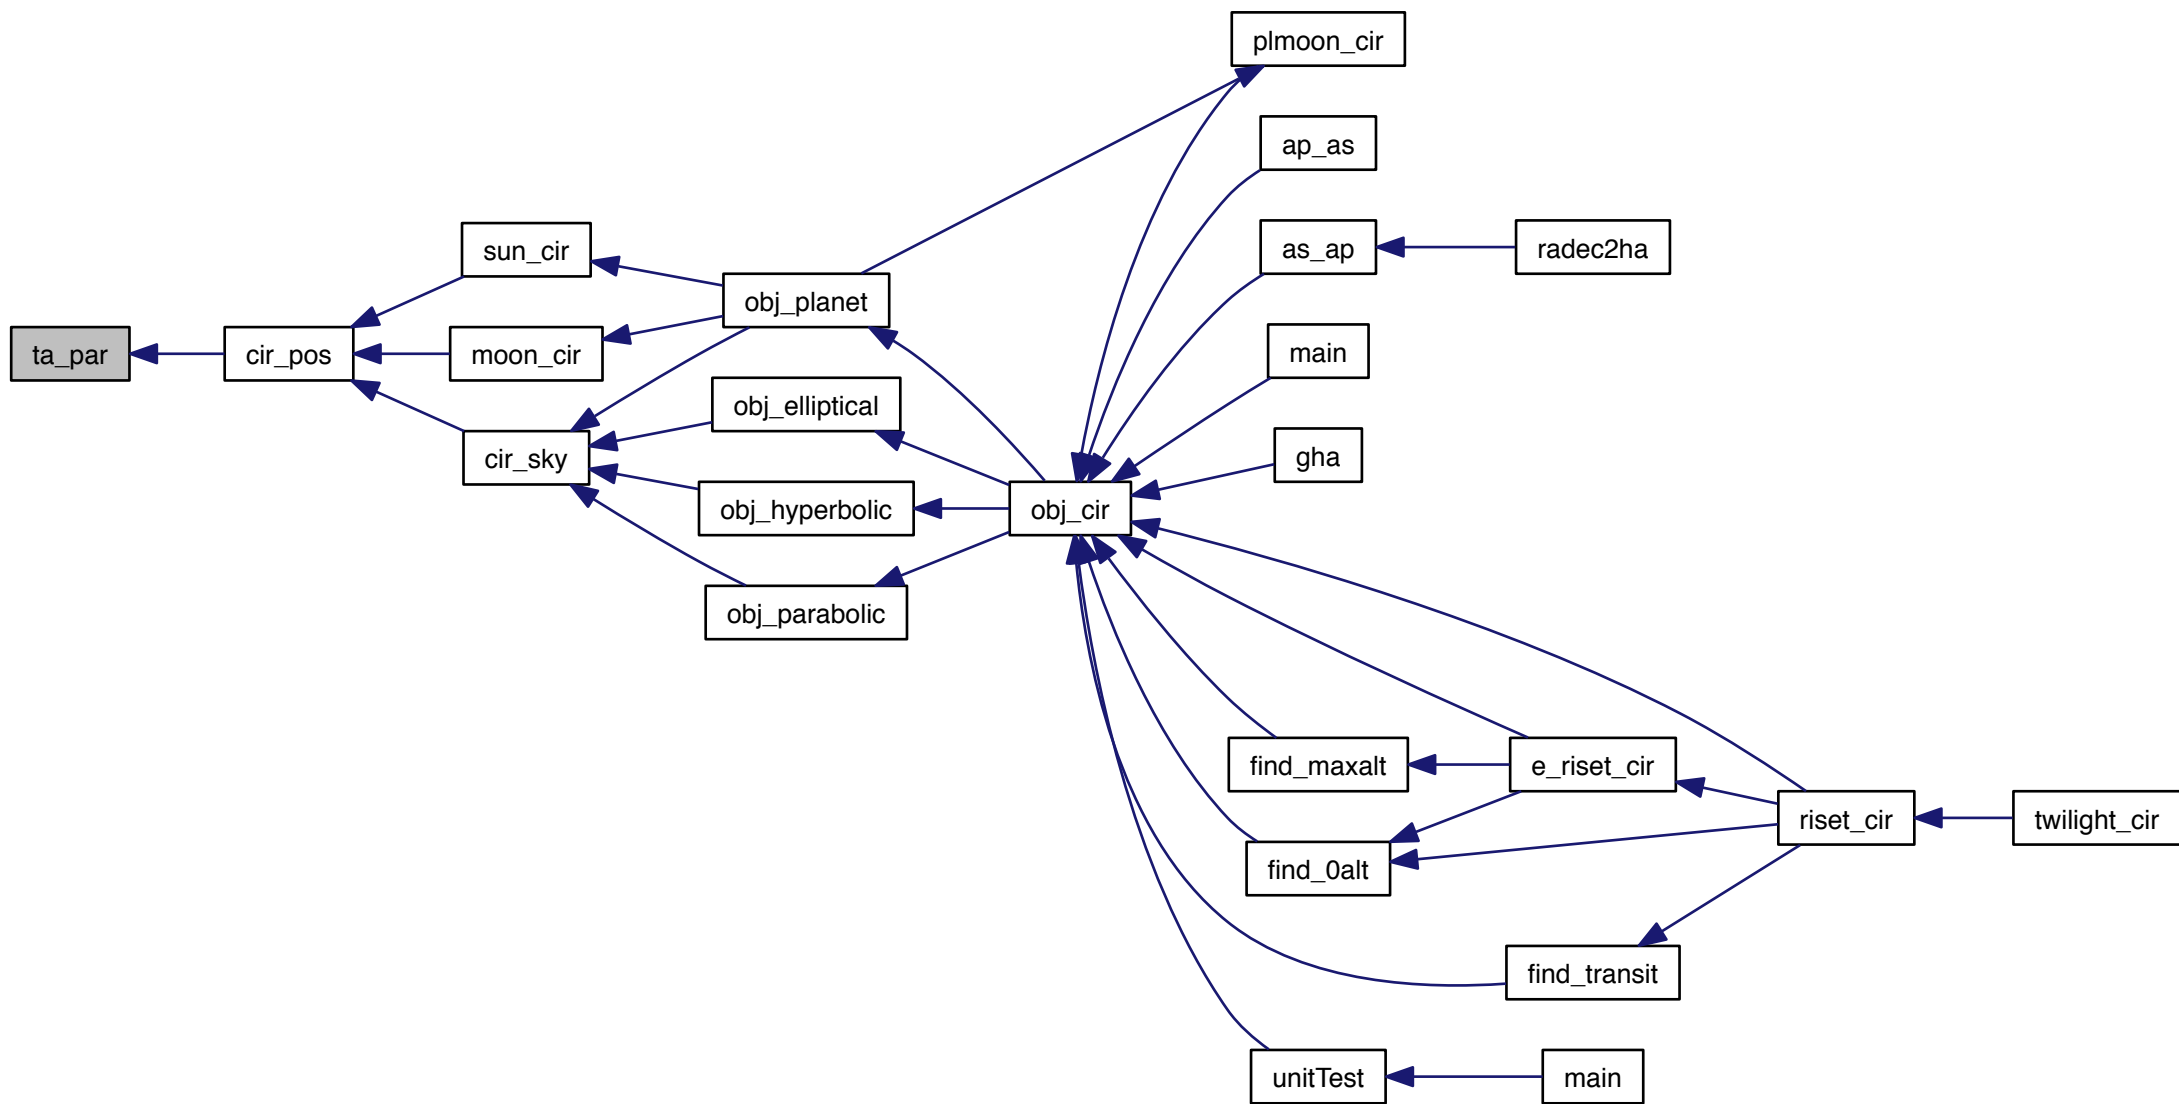 plmoon_cir
ap_as
as_ap
radec2ha
sun_cir
obj_planet
main
ta_par
cir_pos
moon_cir
obj_elliptical
cir_sky
gha
obj_hyperbolic
obj_cir
obj_parabolic
find_maxalt
e_riset_cir
riset_cir
twilight_cir
find_0alt
find_transit
unitTest
main